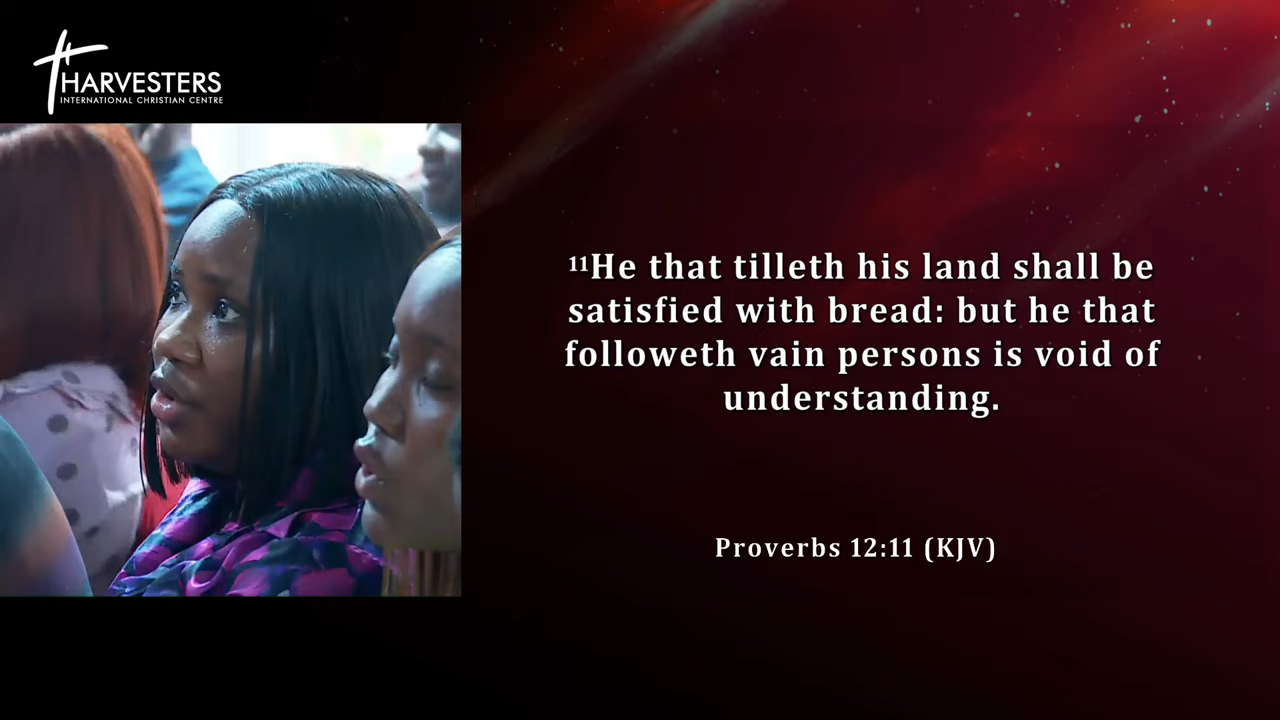 HARVESTERS
INTERNATIONAL CHRISTIAN CENTRE
11He that tilleth his land shall be
satisfied with bread: but he that
followeth vain persons is void of
understanding.
Proverbs 12:11 (KJV)